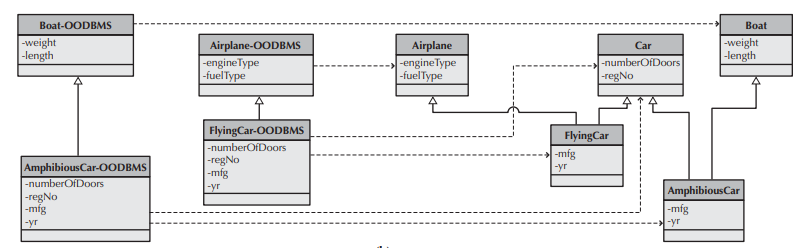 Boat-OODBMS
-weight
-length
Airplane-OODBMS
-engineType
-fuelType
Airplane
-engineType
-fuelType
Car
-numberOfDoors
-regNo
Boat
-weight
-length
FlyingCar-OODBMS
-numberOfDoors
-regNo
-mfg
-yr
FlyingCar
-mfg
-yr
AmphibiousCar-OODBMS
-numberOfDoors
-regNo
-mfg
-yr
AmphibiousCar
-mfg
-yr